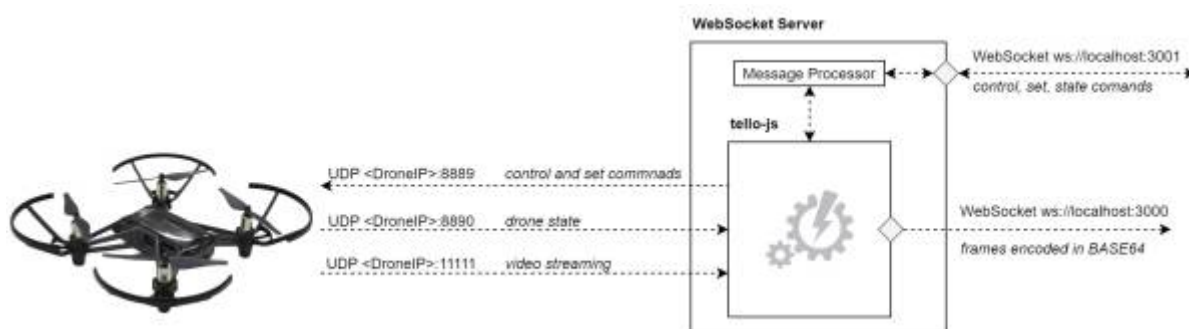 WebSocket Server
WebSocket ws://localhost:3001
Message Processor
control, set, state comands
tello-js
UDP <DroneIP>:8889 control and set commnads
UDP <DroneIP>:8890 drone state
WebSocket ws://localhost:3000
UDP <DroneIP>:11111 video streaming
frames encoded in BASE64